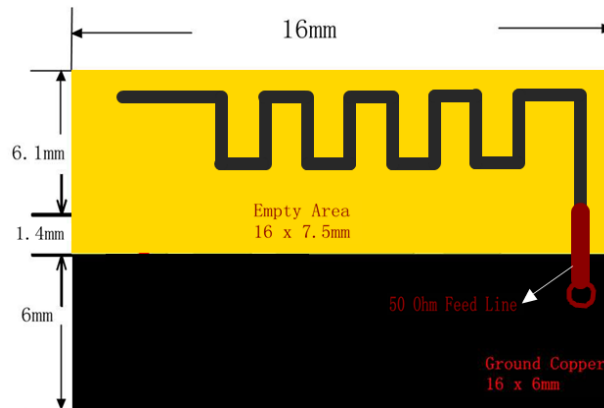 16mm
6.1mm
Empty Area
16 x 7.5mm
1.4mm
50 Ohm Feed Line
6mm
Ground Copper
16 x 6mm